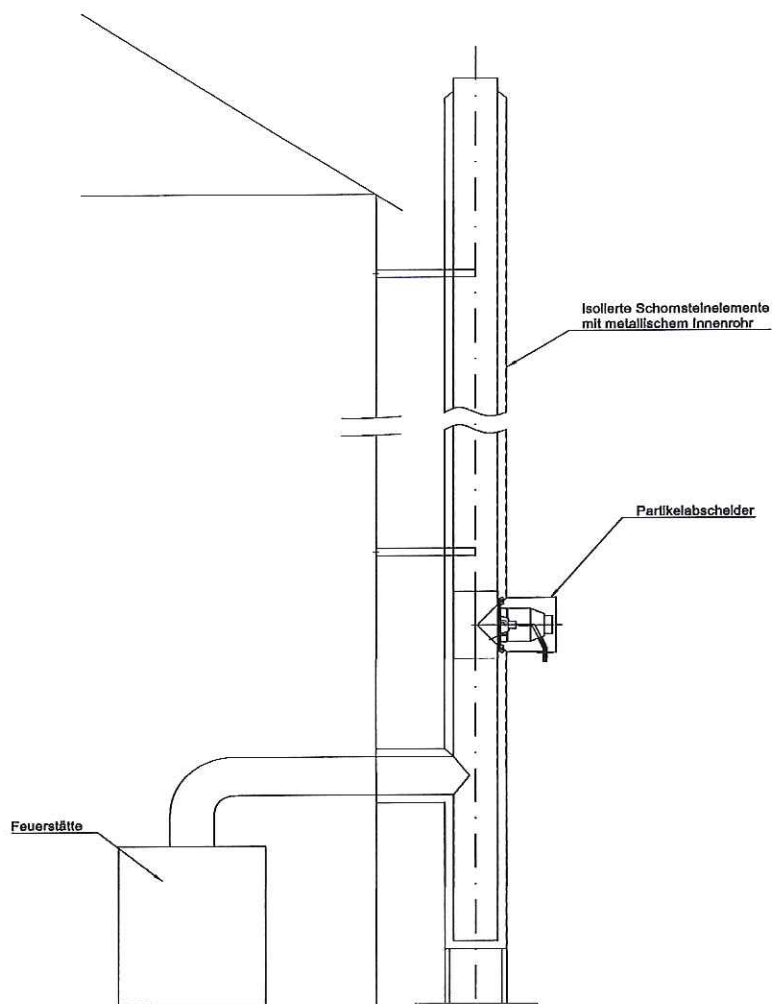 Isolierte Schornsteinelemente
mit metallischem Innenrohr
Partikelabscheider
Feuerstätte